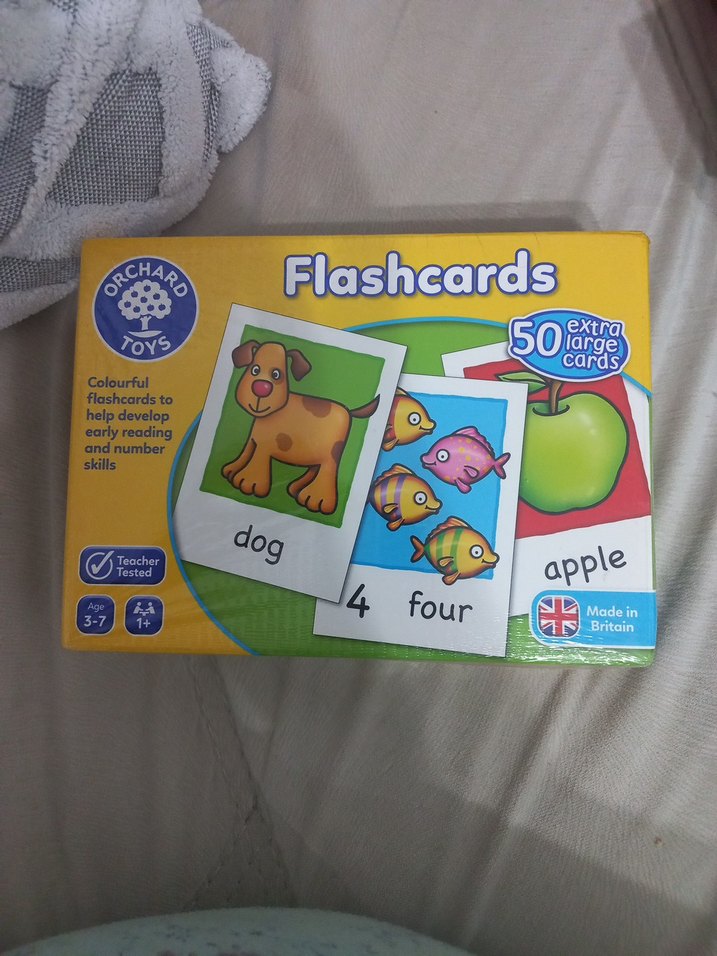 ORCHARD
TOYS
Flashcards
50 extra
large
cards
Colourful
flashcards to
help develop
early reading
and number
skills
dog
4 four
apple
Teacher
Tested
Age
3-7
1+
Made in
Britain